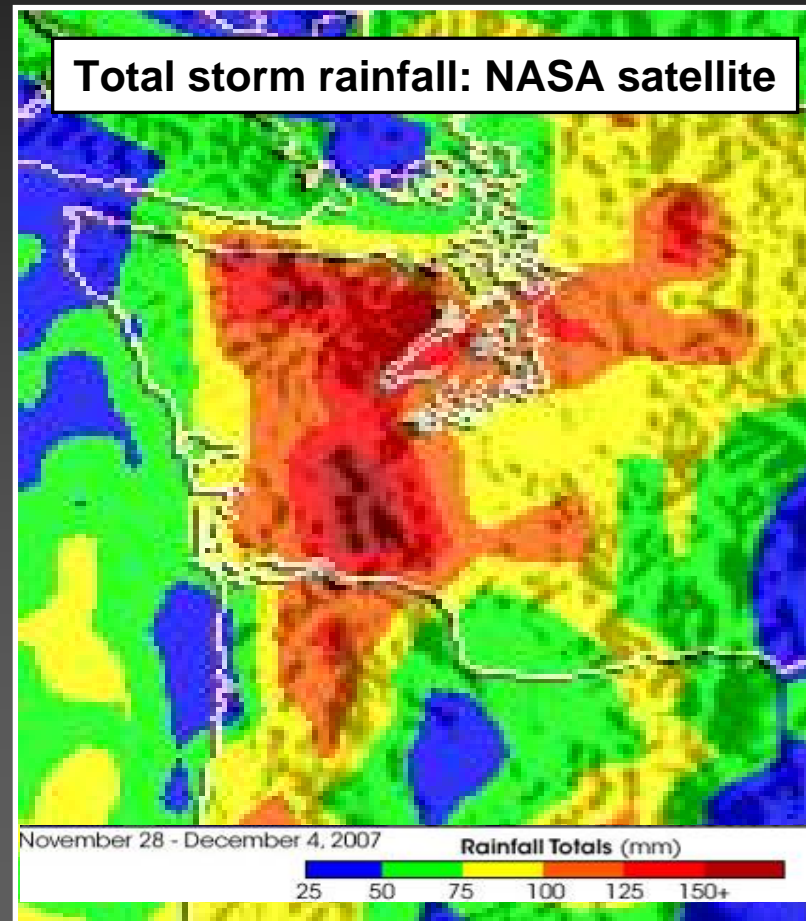 Total storm rainfall: NASA satellite
November 28 - December 4, 2007
Rainfall Totals (mm)
25 50 75 100 125 150+